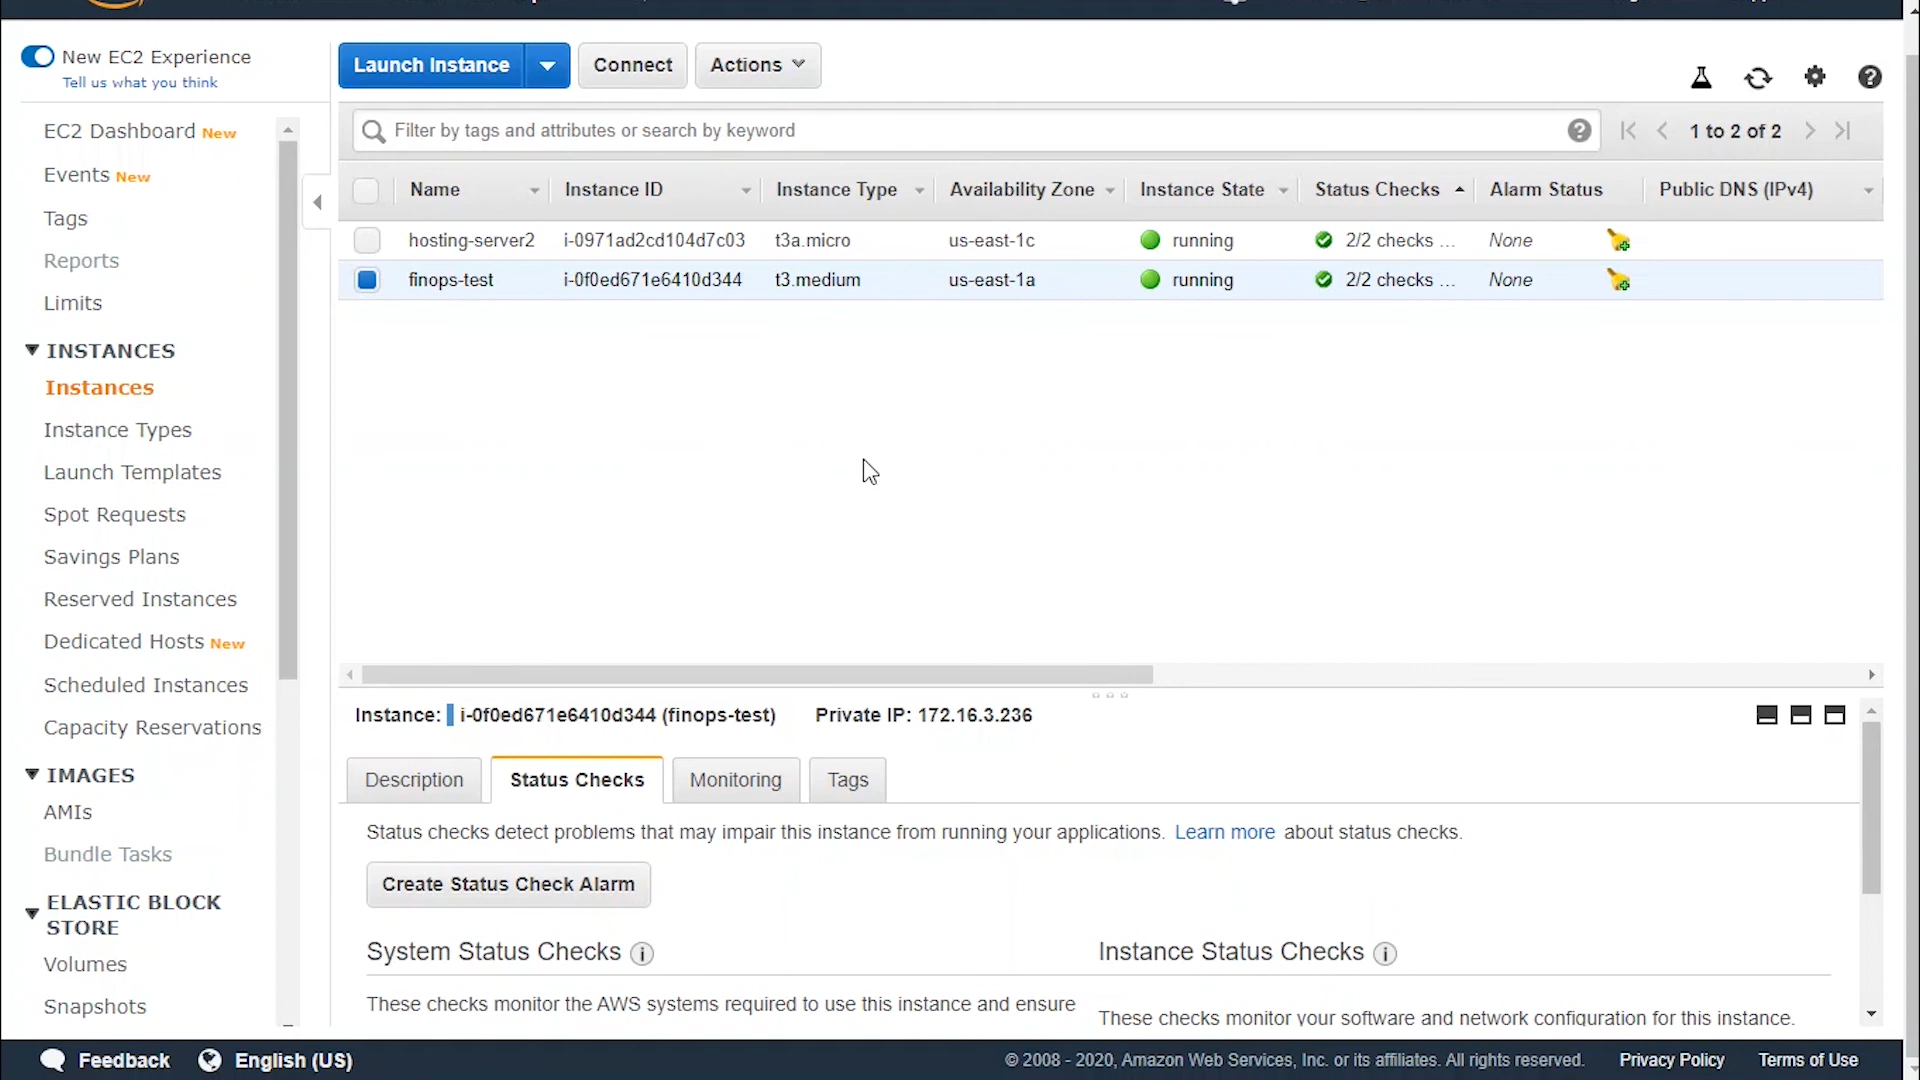 New EC2 Experience
Tell us what you think
EC2 Dashboard New
Events New
Tags
Reports
Limits
INSTANCES
Instances
Instance Types
Launch Templates
Spot Requests
Savings Plans
Reserved Instances
Dedicated Hosts New
Scheduled Instances
Capacity Reservations
IMAGES
AMIs
Bundle Tasks
ELASTIC BLOCK
STORE
Volumes
Snapshots
Launch Instance
Connect
Actions
Filter by tags and attributes or search by keyword
1 to 2 of 2
Name Instance ID Instance Type Availability Zone Instance State Status Checks Alarm Status Public DNS (IPv4)
hosting-server2 i-0971ad2cd104d7c03 t3a.micro us-east-1c running 2/2 checks ... None
finops-test i-0f0ed671e6410d344 t3.medium us-east-1a running 2/2 checks ... None
Instance: i-0f0ed671e6410d344 (finops-test) Private IP: 172.16.3.236
Description Status Checks Monitoring Tags
Status checks detect problems that may impair this instance from running your applications. Learn more about status checks.
Create Status Check Alarm
System Status Checks
These checks monitor the AWS systems required to use this instance and ensure
Instance Status Checks
These checks monitor your software and network configuration for this instance.
Feedback English (US) © 2008 - 2020, Amazon Web Services, Inc. or its affiliates. All rights reserved. Privacy Policy Terms of Use